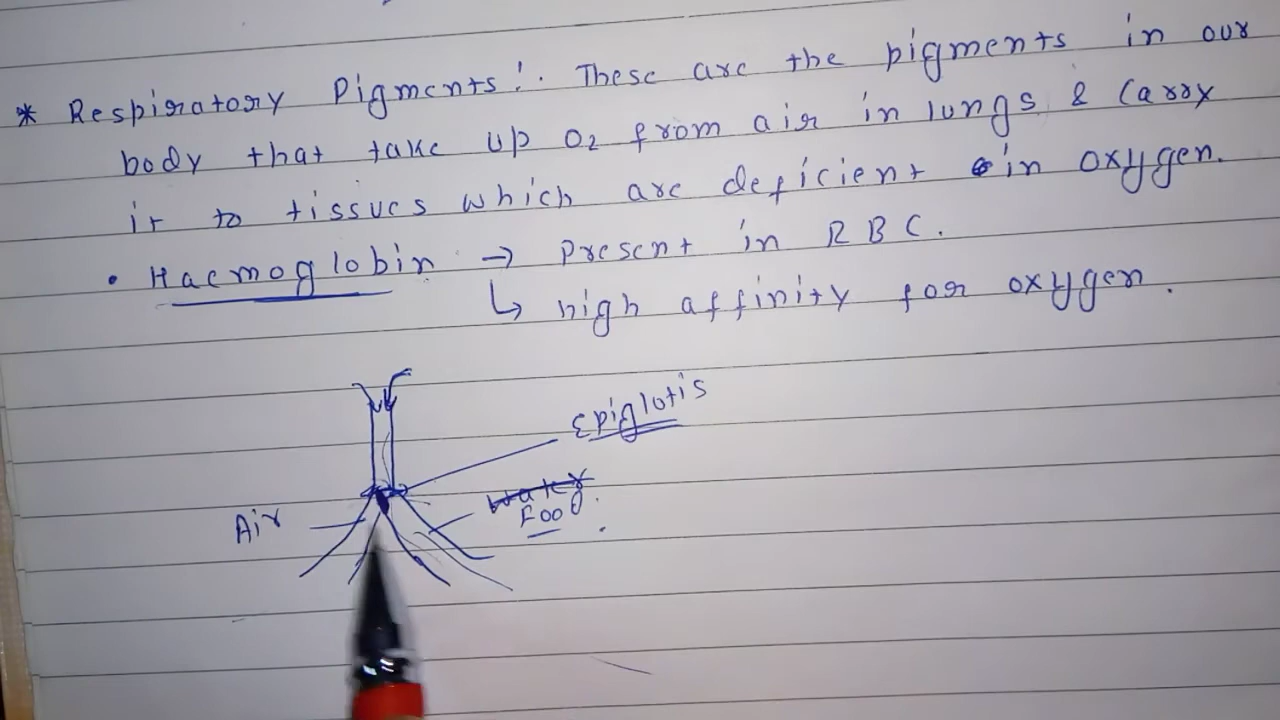 * Respiratory Pigments:. These are the pigments in our
body that take up O2 from air in lungs & carry
it to tissues which are deficient in oxygen.
• Haemoglobin → Present in RBC.
↳ high affinity for oxygen.
Epiglotis
Air
Water
Food